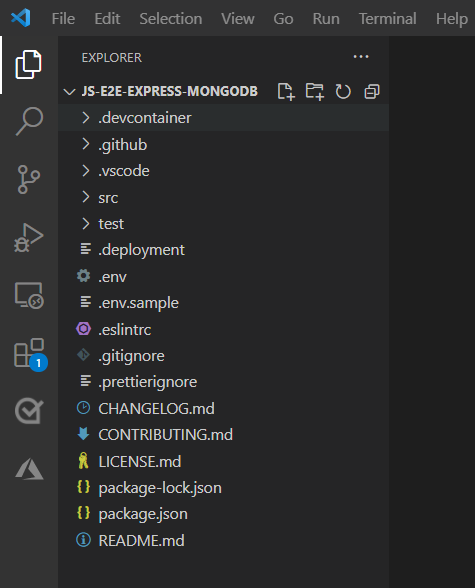 File Edit Selection View Go Run Terminal Help
EXPLORER
JS-E2E-EXPRESS-MONGODB
.devcontainer
.github
.vscode
src
test
.deployment
.env
.env.sample
.eslintrc
.gitignore
.prettierignore
CHANGELOG.md
CONTRIBUTING.md
LICENSE.md
package-lock.json
package.json
README.md
1